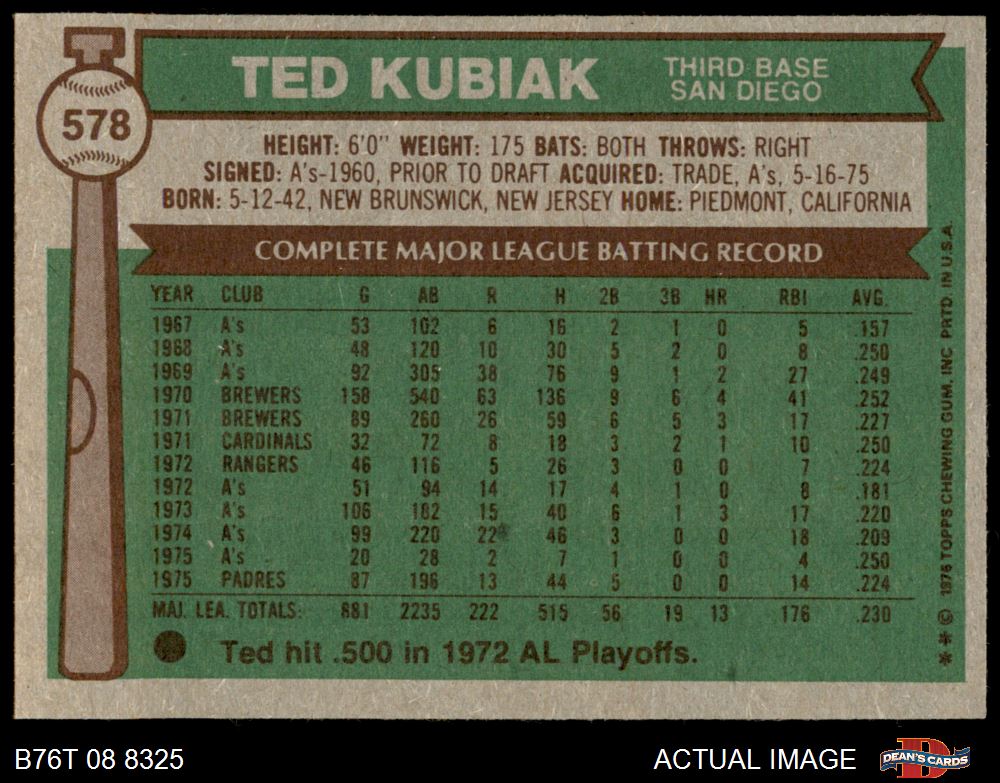 TED KUBIAK
THIRD BASE
SAN DIEGO
578
HEIGHT: 6'0" WEIGHT: 175 BATS: BOTH THROWS: RIGHT
SIGNED: A's-1960, PRIOR TO DRAFT ACQUIRED: TRADE, A's, 5-16-75
BORN: 5-12-42, NEW BRUNSWICK, NEW JERSEY HOME: PIEDMONT, CALIFORNIA
COMPLETE MAJOR LEAGUE BATTING RECORD
YEAR CLUB G AB R H 2B 3B HR RBI AVG.
1967 A's 53 102 6 16 2 1 0 5 .157
1968 A's 48 120 10 30 5 2 0 8 .250
1969 A's 92 305 38 76 9 1 2 27 .249
1970 BREWERS 158 540 63 136 9 6 4 41 .252
1971 BREWERS 89 260 26 59 6 5 3 17 .227
1971 CARDINALS 32 72 8 18 3 2 1 10 .250
1972 RANGERS 46 116 5 26 3 0 0 7 .224
1972 A's 51 94 14 17 4 1 0 8 .181
1973 A's 106 182 15 40 6 1 3 17 .220
1974 A's 99 220 22 46 3 0 0 18 .209
1975 A's 20 28 2 7 1 0 0 4 .250
1975 PADRES 87 196 13 44 5 0 0 14 .224
MAJ. LEA. TOTALS: 881 2235 222 515 56 19 13 176 .230
Ted hit .500 in 1972 AL Playoffs.
** © 1976 TOPPS CHEWING GUM, INC PRTD IN U.S.A.
B76T 08 8325
ACTUAL IMAGE
D
DEAN'S CARDS